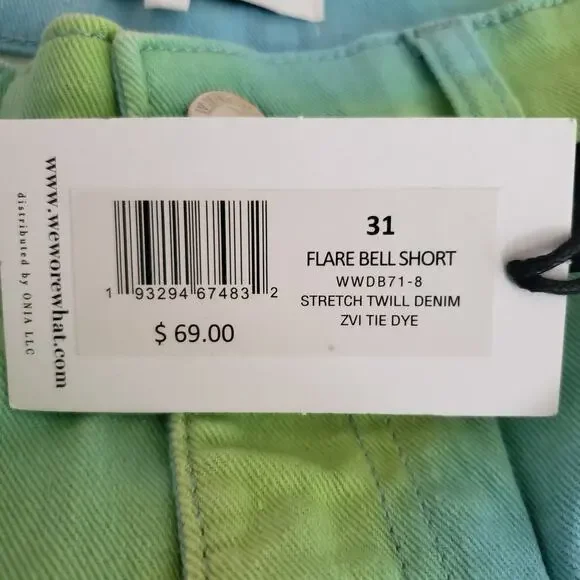 www.weworewhat.com
distributed by ONIA LLC
31
FLARE BELL SHORT
WWDB71-8
STRETCH TWILL DENIM
ZVI TIE DYE
1 93294 67483 2
$ 69.00